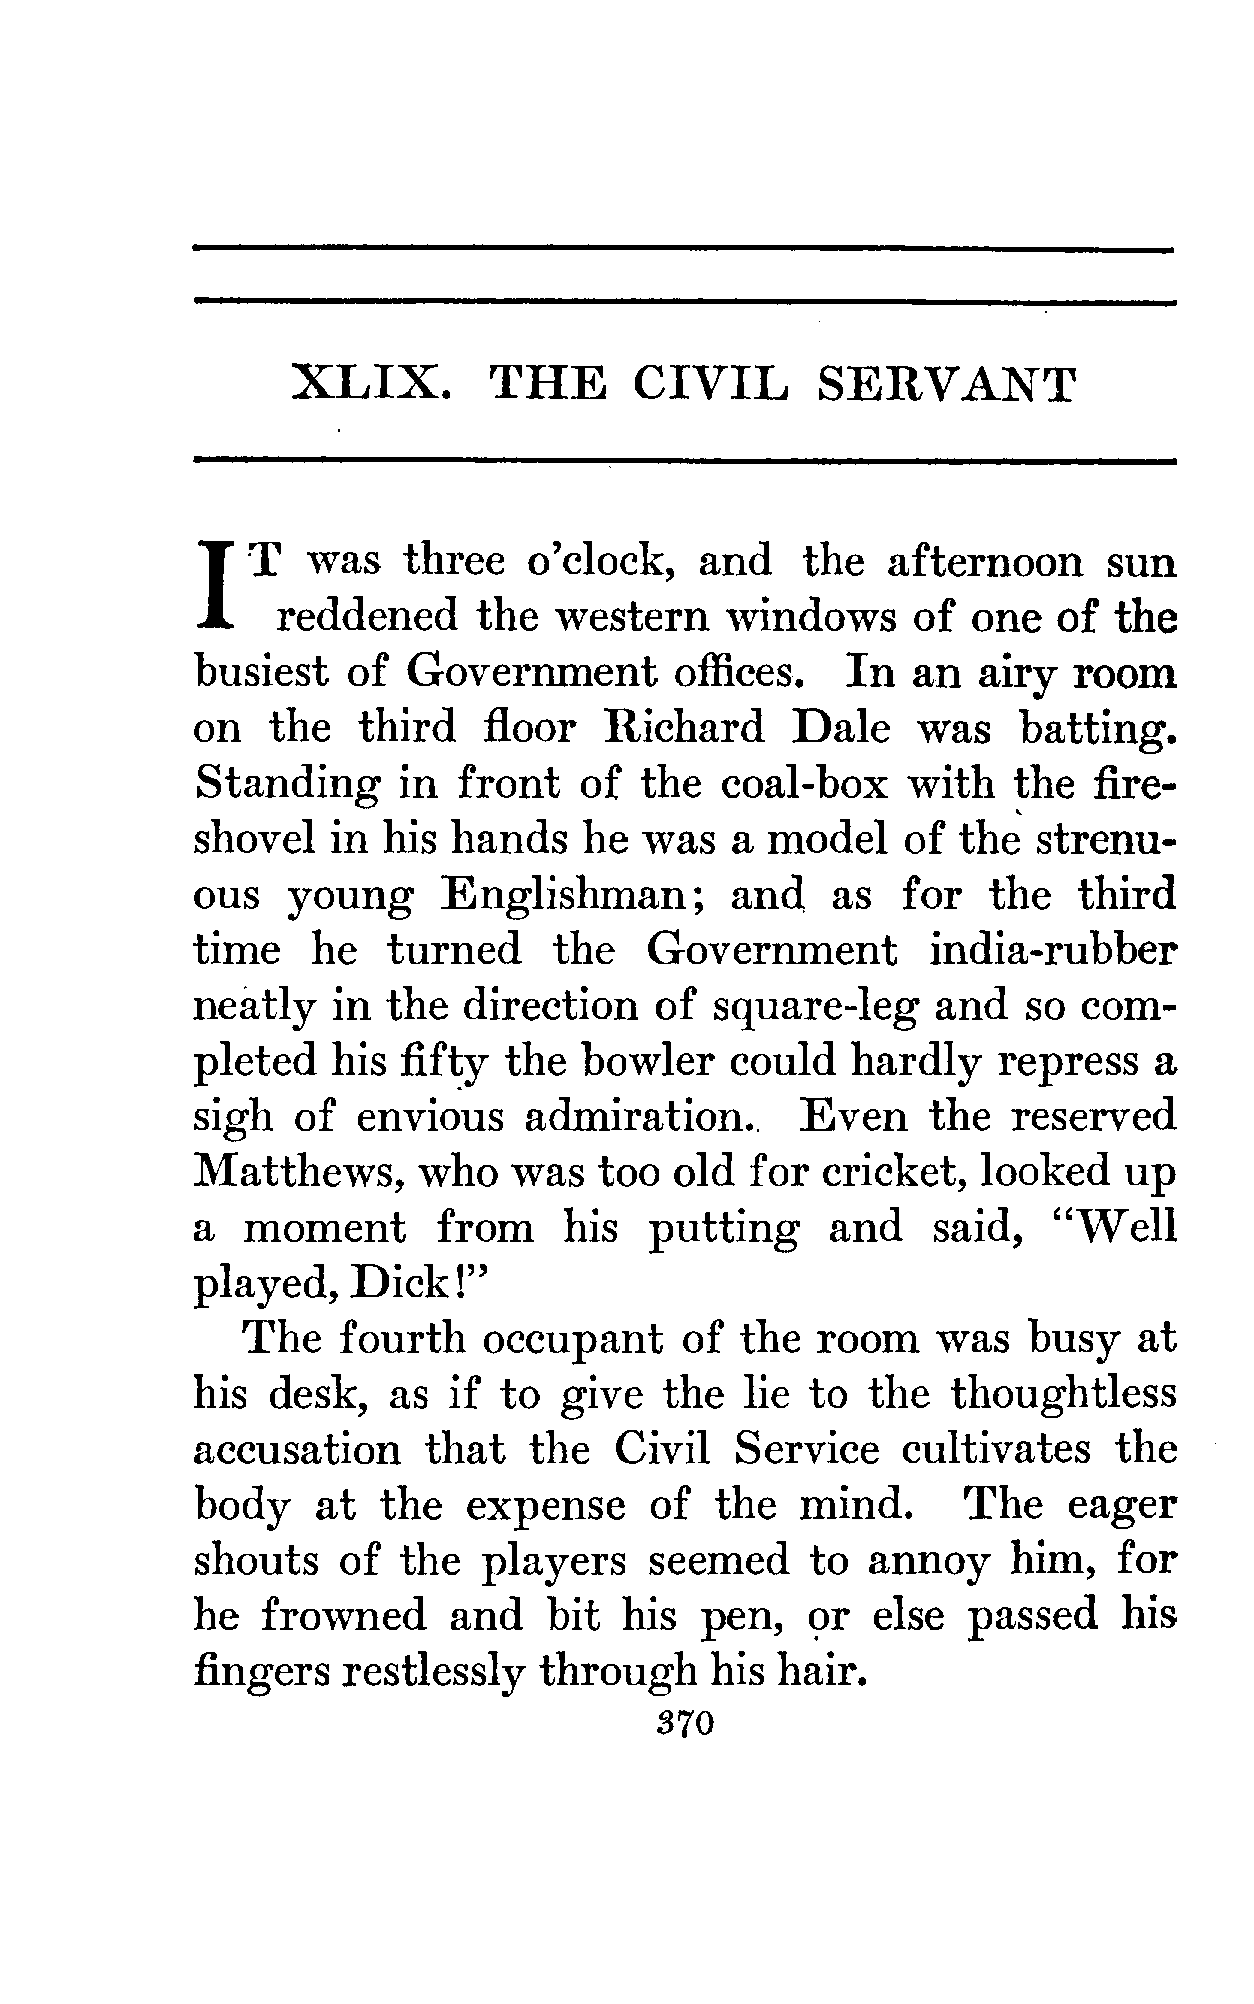 XLIX. THE CIVIL SERVANT
IT was three o'clock, and the afternoon sun
reddened the western windows of one of the
busiest of Government offices. In an airy room
on the third floor Richard Dale was batting.
Standing in front of the coal-box with the fire-
shovel in his hands he was a model of the strenu-
ous young Englishman; and as for the third
time he turned the Government india-rubber
neatly in the direction of square-leg and so com-
pleted his fifty the bowler could hardly repress a
sigh of envious admiration. Even the reserved
Matthews, who was too old for cricket, looked up
a moment from his putting and said, "Well
played, Dick!"
The fourth occupant of the room was busy at
his desk, as if to give the lie to the thoughtless
accusation that the Civil Service cultivates the
body at the expense of the mind. The eager
shouts of the players seemed to annoy him, for
he frowned and bit his pen, or else passed his
fingers restlessly through his hair.
370